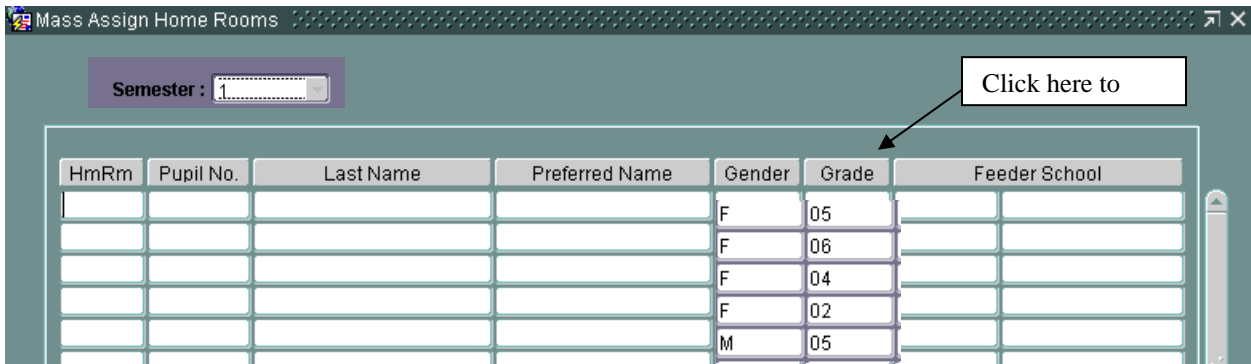 Mass Assign Home Rooms
Semester : 1
Click here to
HmRm Pupil No. Last Name Preferred Name Gender Grade Feeder School
F 05
F 06
F 04
F 02
M 05